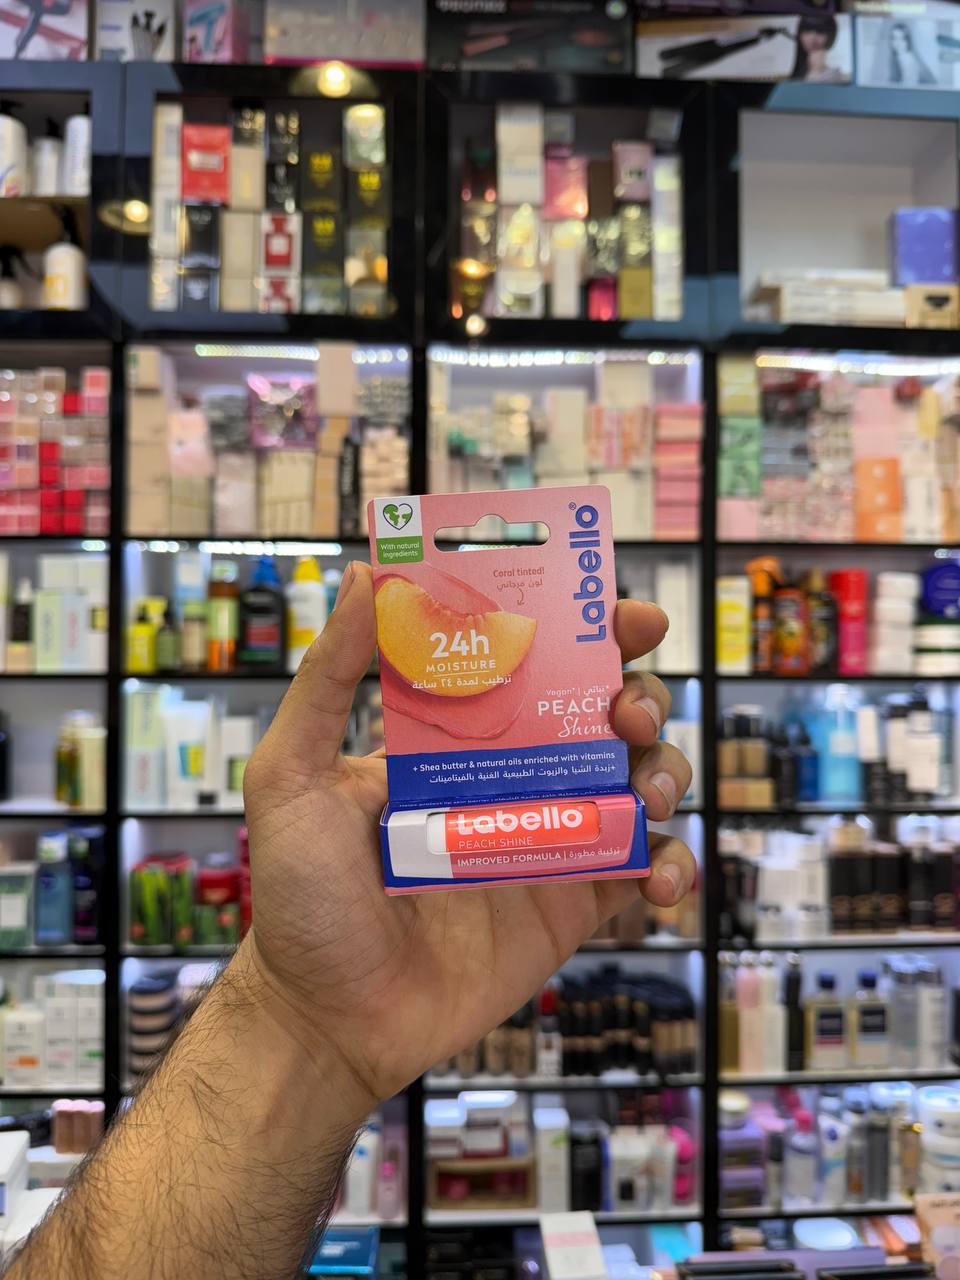 With natural
ingredients
Labello®
Coral tinted!
لون مرجاني
24h
MOISTURE
ترطيب لمدة ٢٤ ساعة
Vegan* | نباتي*
PEACH
Shine
+ Shea butter & natural oils enriched with vitamins
+زبدة الشيا والزيوت الطبيعية الغنية بالفيتامينات
Labello
PEACH SHINE
IMPROVED FORMULA | تركيبة مطورة